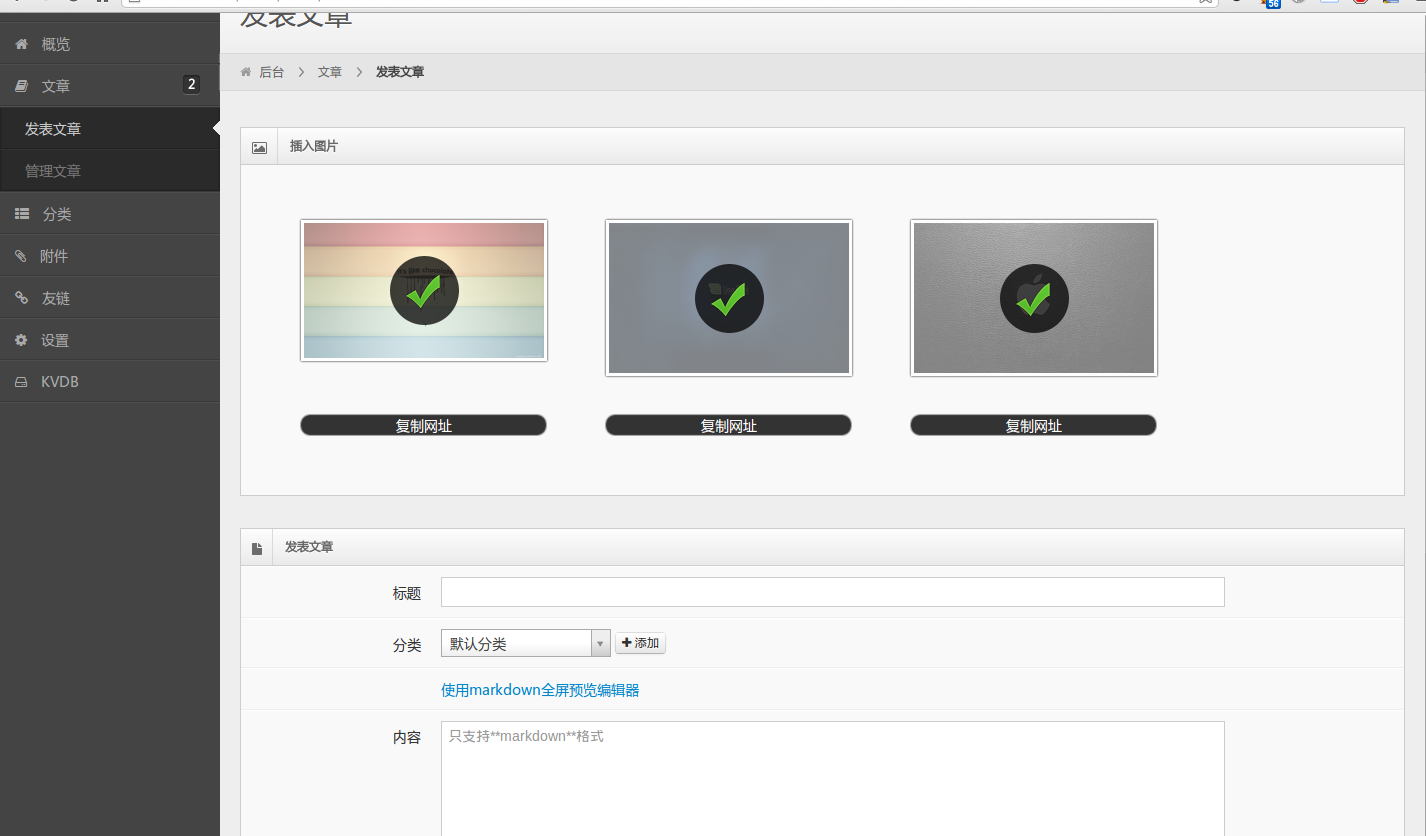 56
发表文章
概览
文章
2
发表文章
管理文章
分类
附件
友链
设置
KVDB
后台 > 文章 > 发表文章
插入图片
复制网址
复制网址
复制网址
发表文章
标题
分类 默认分类 添加
使用markdown全屏预览编辑器
内容 只支持**markdown**格式